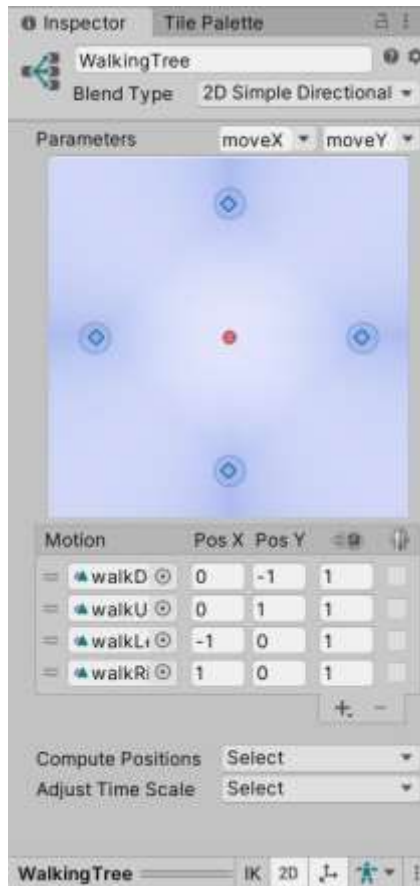 Inspector Tile Palette
WalkingTree
Blend Type 2D Simple Directional
Parameters moveX moveY
Motion Pos X Pos Y
walkD 0 -1 1
walkU 0 1 1
walkL -1 0 1
walkRi 1 0 1
+ -
Compute Positions Select
Adjust Time Scale Select
WalkingTree IK 2D